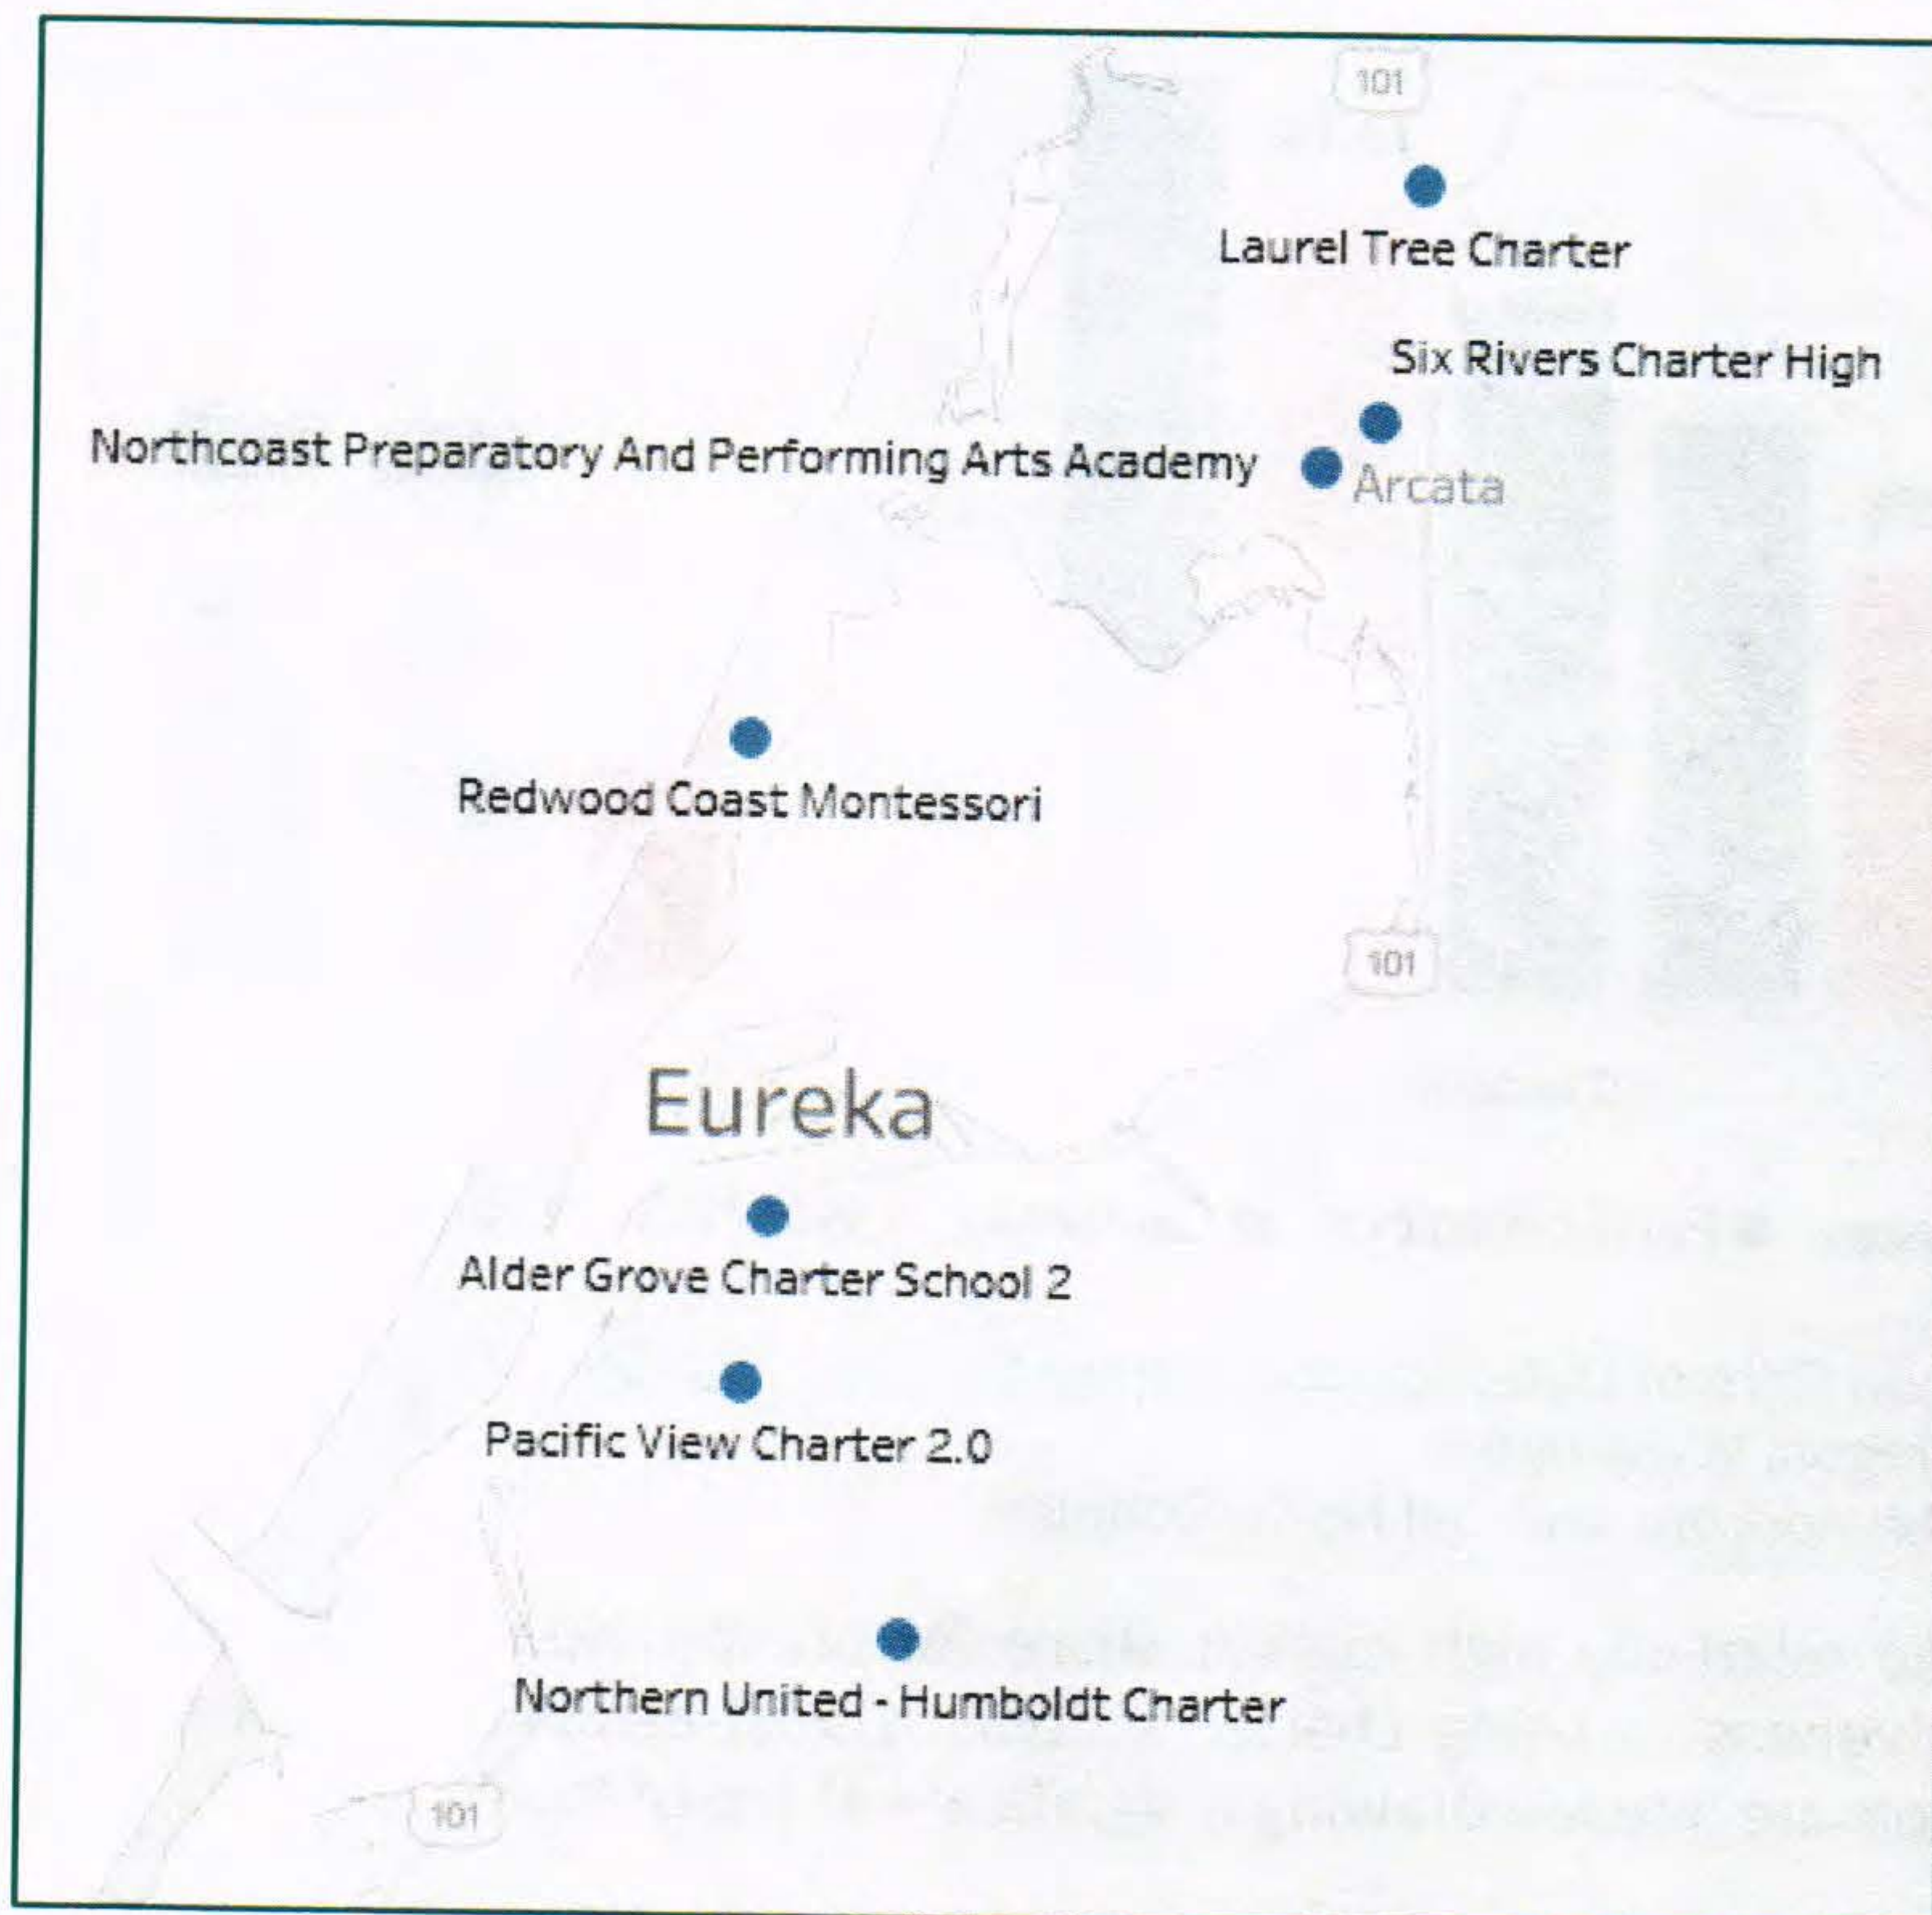 101
Laurel Tree Charter
Six Rivers Charter High
Northcoast Preparatory And Performing Arts Academy
Arcata
Redwood Coast Montessori
101
Eureka
Alder Grove Charter School 2
Pacific View Charter 2.0
Northern United - Humboldt Charter
101